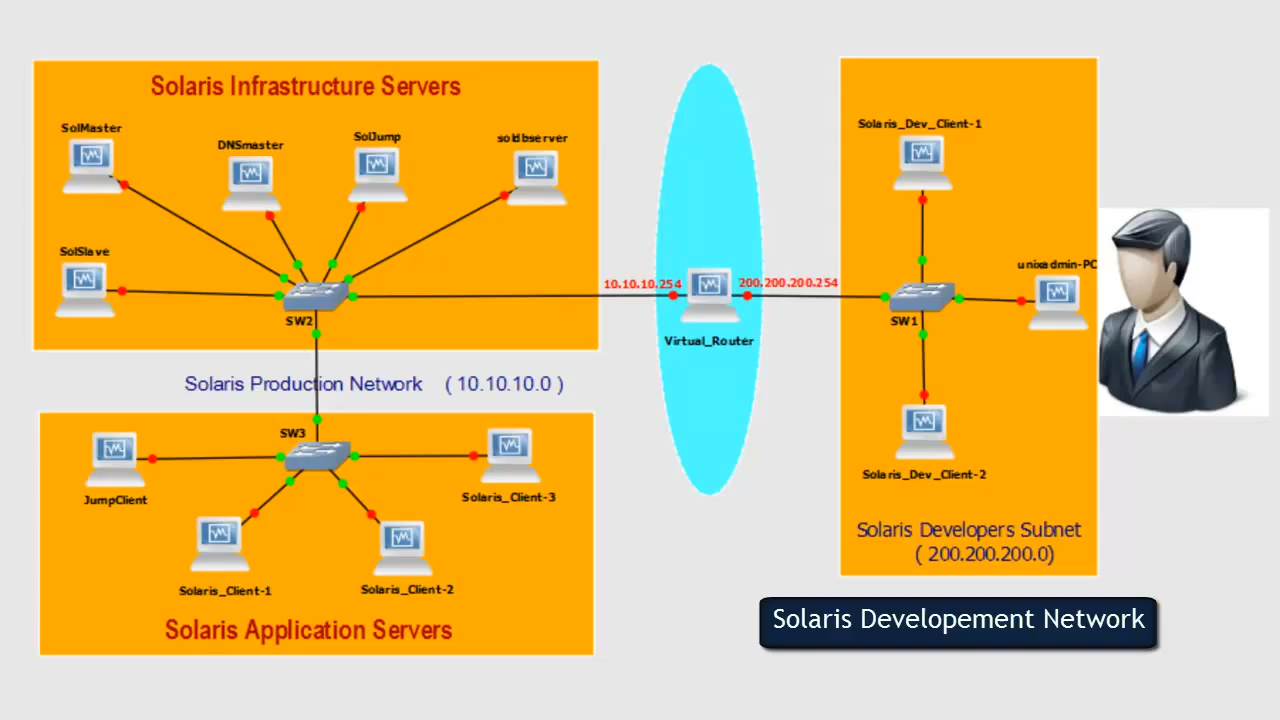 Solaris Infrastructure Servers
SolMaster
DNSmaster
SolJump
soldbserver
SolSlave
SW2
Solaris Production Network ( 10.10.10.0 )
SW3
JumpClient
Solaris_Client-3
Solaris_Client-1
Solaris_Client-2
Solaris Application Servers
10.10.10.254
200.200.200.254
Virtual_Router
Solaris_Dev_Client-1
unixadmin-PC
SW1
Solaris_Dev_Client-2
Solaris Developers Subnet
( 200.200.200.0)
Solaris Developement Network